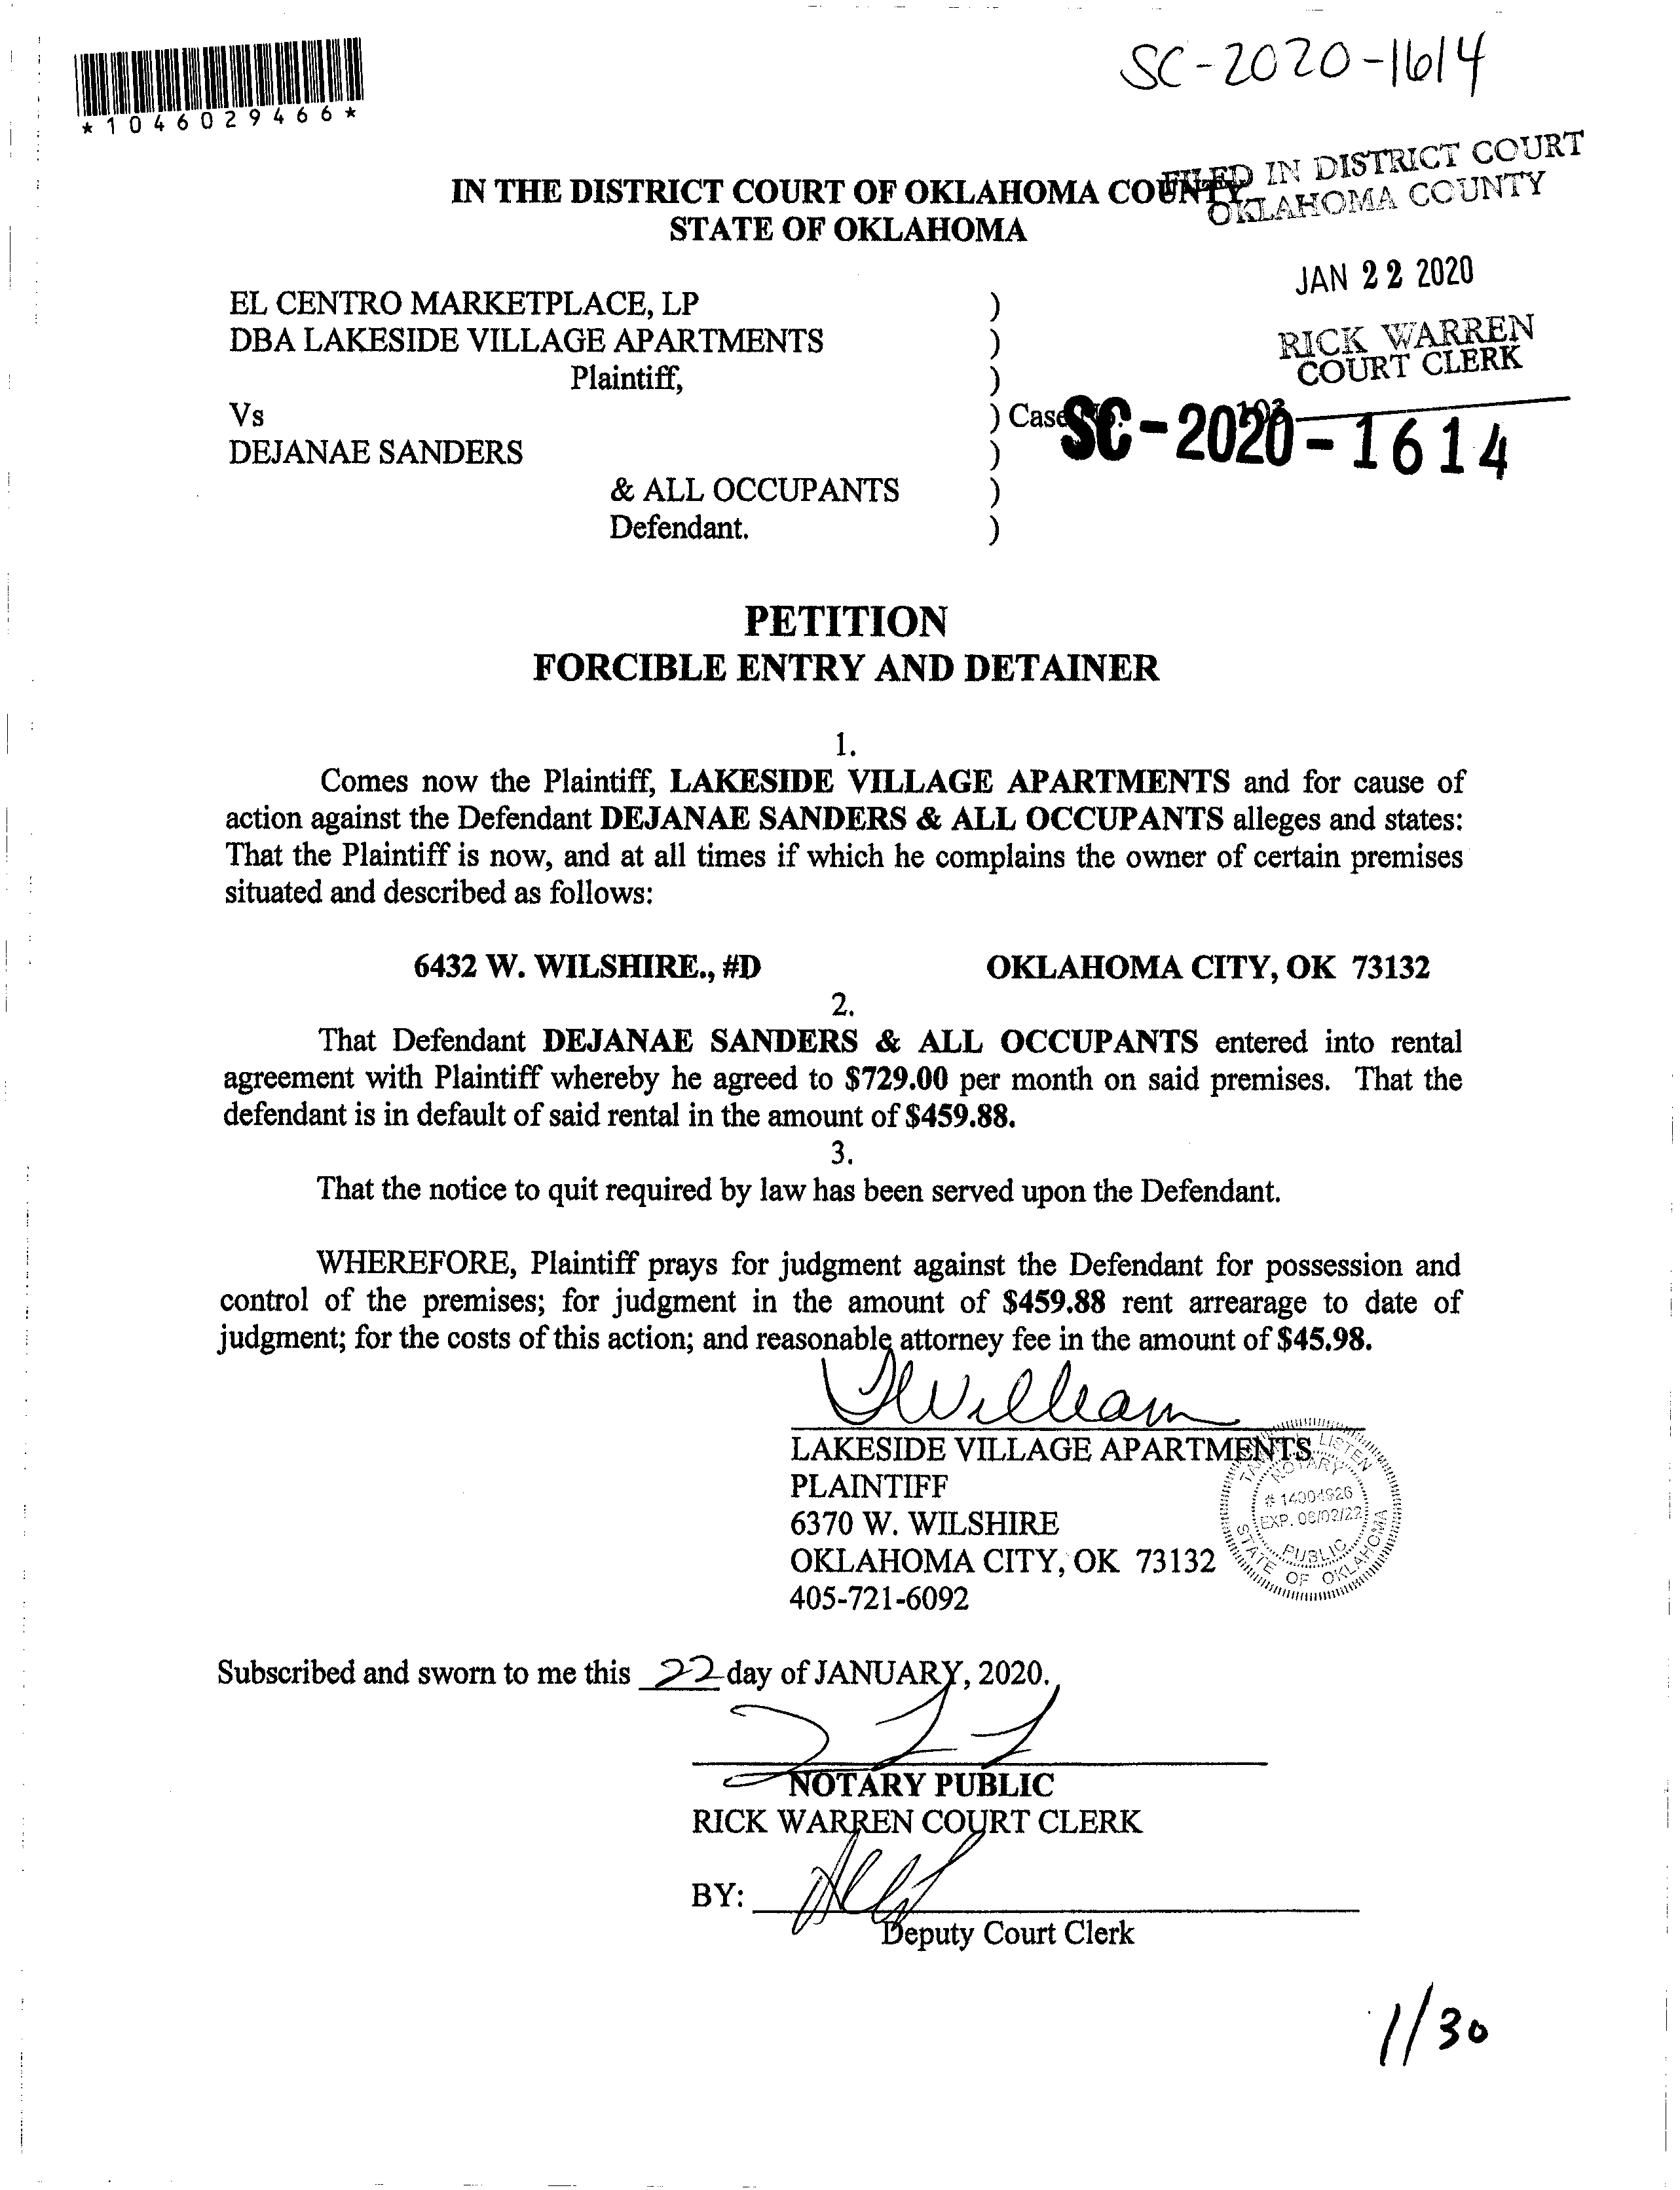 *1046029466*
SC-2020-1614
FILED IN DISTRICT COURT
OKLAHOMA COUNTY
IN THE DISTRICT COURT OF OKLAHOMA COUNTY
STATE OF OKLAHOMA
JAN 22 2020
RICK WARREN
COURT CLERK
103
EL CENTRO MARKETPLACE, LP )
DBA LAKESIDE VILLAGE APARTMENTS )
Plaintiff, )
Vs ) Case No. SC-2020-1614
DEJANAE SANDERS )
& ALL OCCUPANTS )
Defendant. )
PETITION
FORCIBLE ENTRY AND DETAINER
1.
Comes now the Plaintiff, LAKESIDE VILLAGE APARTMENTS and for cause of
action against the Defendant DEJANAE SANDERS & ALL OCCUPANTS alleges and states:
That the Plaintiff is now, and at all times if which he complains the owner of certain premises
situated and described as follows:
6432 W. WILSHIRE., #D OKLAHOMA CITY, OK 73132
2.
That Defendant DEJANAE SANDERS & ALL OCCUPANTS entered into rental
agreement with Plaintiff whereby he agreed to $729.00 per month on said premises. That the
defendant is in default of said rental in the amount of $459.88.
3.
That the notice to quit required by law has been served upon the Defendant.
WHEREFORE, Plaintiff prays for judgment against the Defendant for possession and
control of the premises; for judgment in the amount of $459.88 rent arrearage to date of
judgment; for the costs of this action; and reasonable attorney fee in the amount of $45.98.
LAKESIDE VILLAGE APARTMENTS
PLAINTIFF
6370 W. WILSHIRE
OKLAHOMA CITY, OK 73132
405-721-6092
NOTARY
# 14004926
EXP. 06/02/22
PUBLIC
STATE OF OKLAHOMA
Subscribed and sworn to me this 22 day of JANUARY, 2020.
NOTARY PUBLIC
RICK WARREN COURT CLERK
BY:
Deputy Court Clerk
1/30